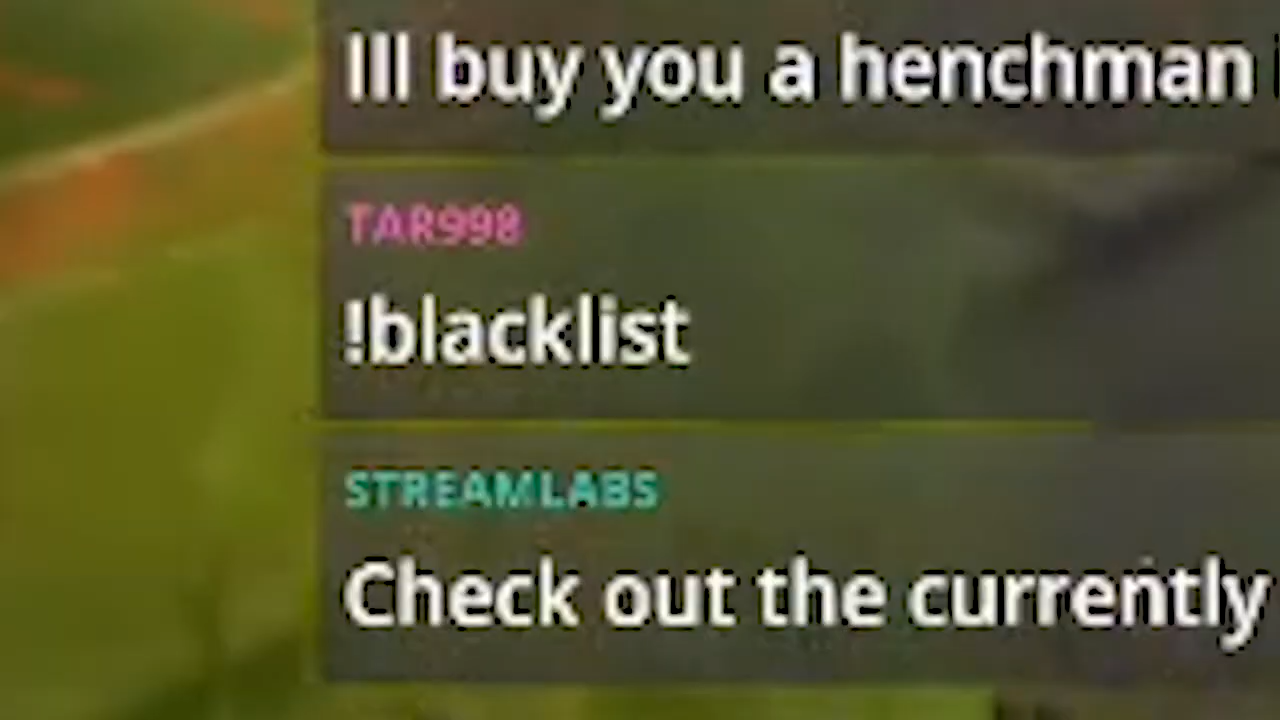 Ill buy you a henchman
TAR998
!blacklist
STREAMLABS
Check out the currently